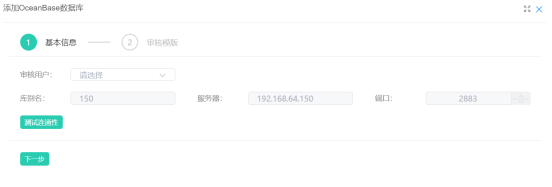 添加OceanBase数据库
1 基本信息 2 审核模版
审核用户： 请选择
库别名： 150 服务器： 192.168.64.150 端口： 2883
测试连通性
下一步